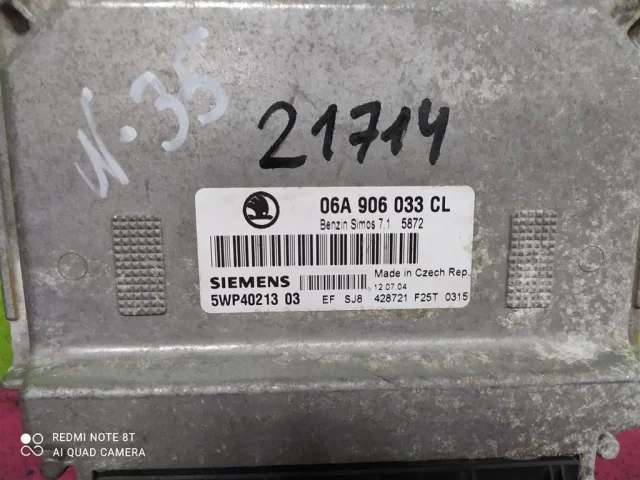 N-35
21714
06A 906 033 CL
Benzin Simos 7.1 5872
SIEMENS
Made in Czech Rep.
12.07.04
5WP40213 03 EF SJ8 428721 F25T 0315
REDMI NOTE 8T
AI QUAD CAMERA